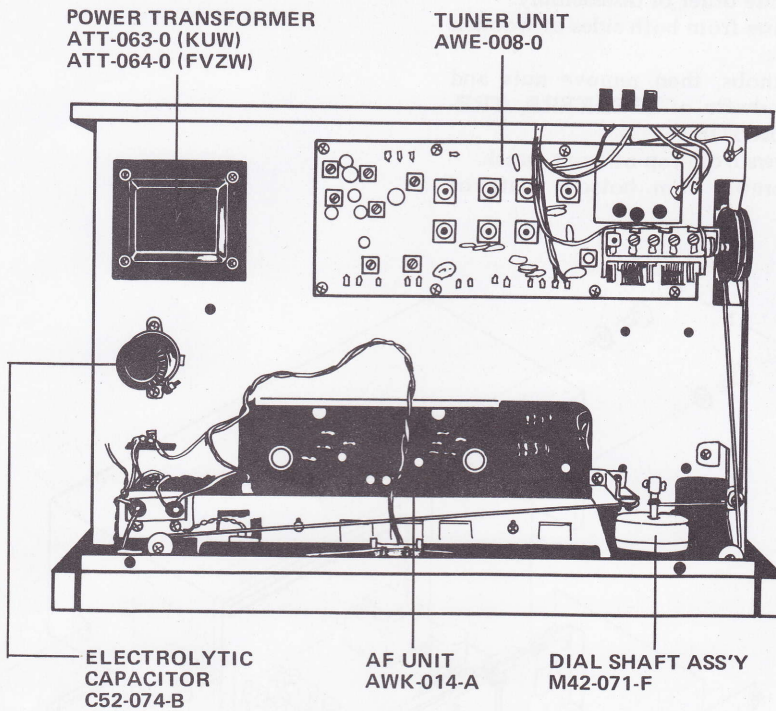 POWER TRANSFORMER
ATT-063-0 (KUW)
ATT-064-0 (FVZW)
TUNER UNIT
AWE-008-0
ELECTROLYTIC
CAPACITOR
C52-074-B
AF UNIT
AWK-014-A
DIAL SHAFT ASS'Y
M42-071-F